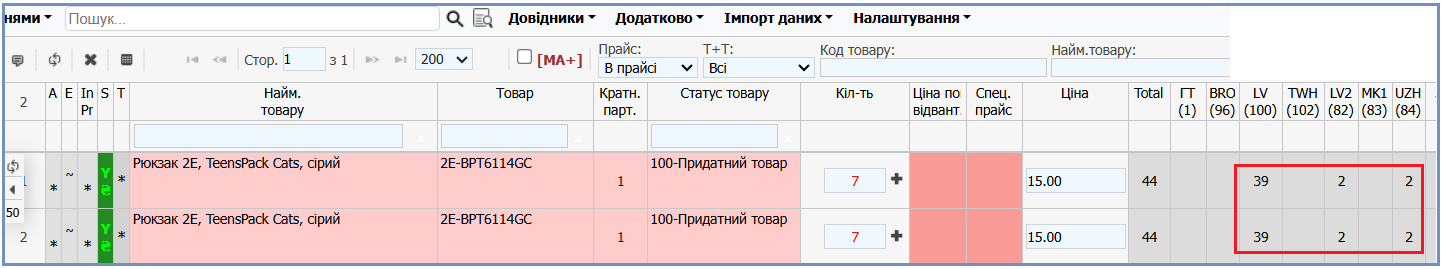 нями Пошук... Довідники Додатково Імпорт даних Налаштування
Прайс: Т+Т: Код товару: Найм.товару:
Стор. 1 з 1 200 [МА+] В прайсі Всі
2 A E In Pr S T Найм. товару Товар Кратн. парт. Статус товару Кіл-ть Ціна по відвант. Спец. прайс Ціна Total ГТ (1) BRO (96) LV (100) TWH (102) LV2 (82) MK1 (83) UZH (84)
1 * ~ * Y ₴ * Рюкзак 2E, TeensPack Cats, сірий 2E-BPT6114GC 1 100-Придатний товар 7 15.00 44 39 2 2
50
2 * ~ * Y ₴ * Рюкзак 2E, TeensPack Cats, сірий 2E-BPT6114GC 1 100-Придатний товар 7 15.00 44 39 2 2